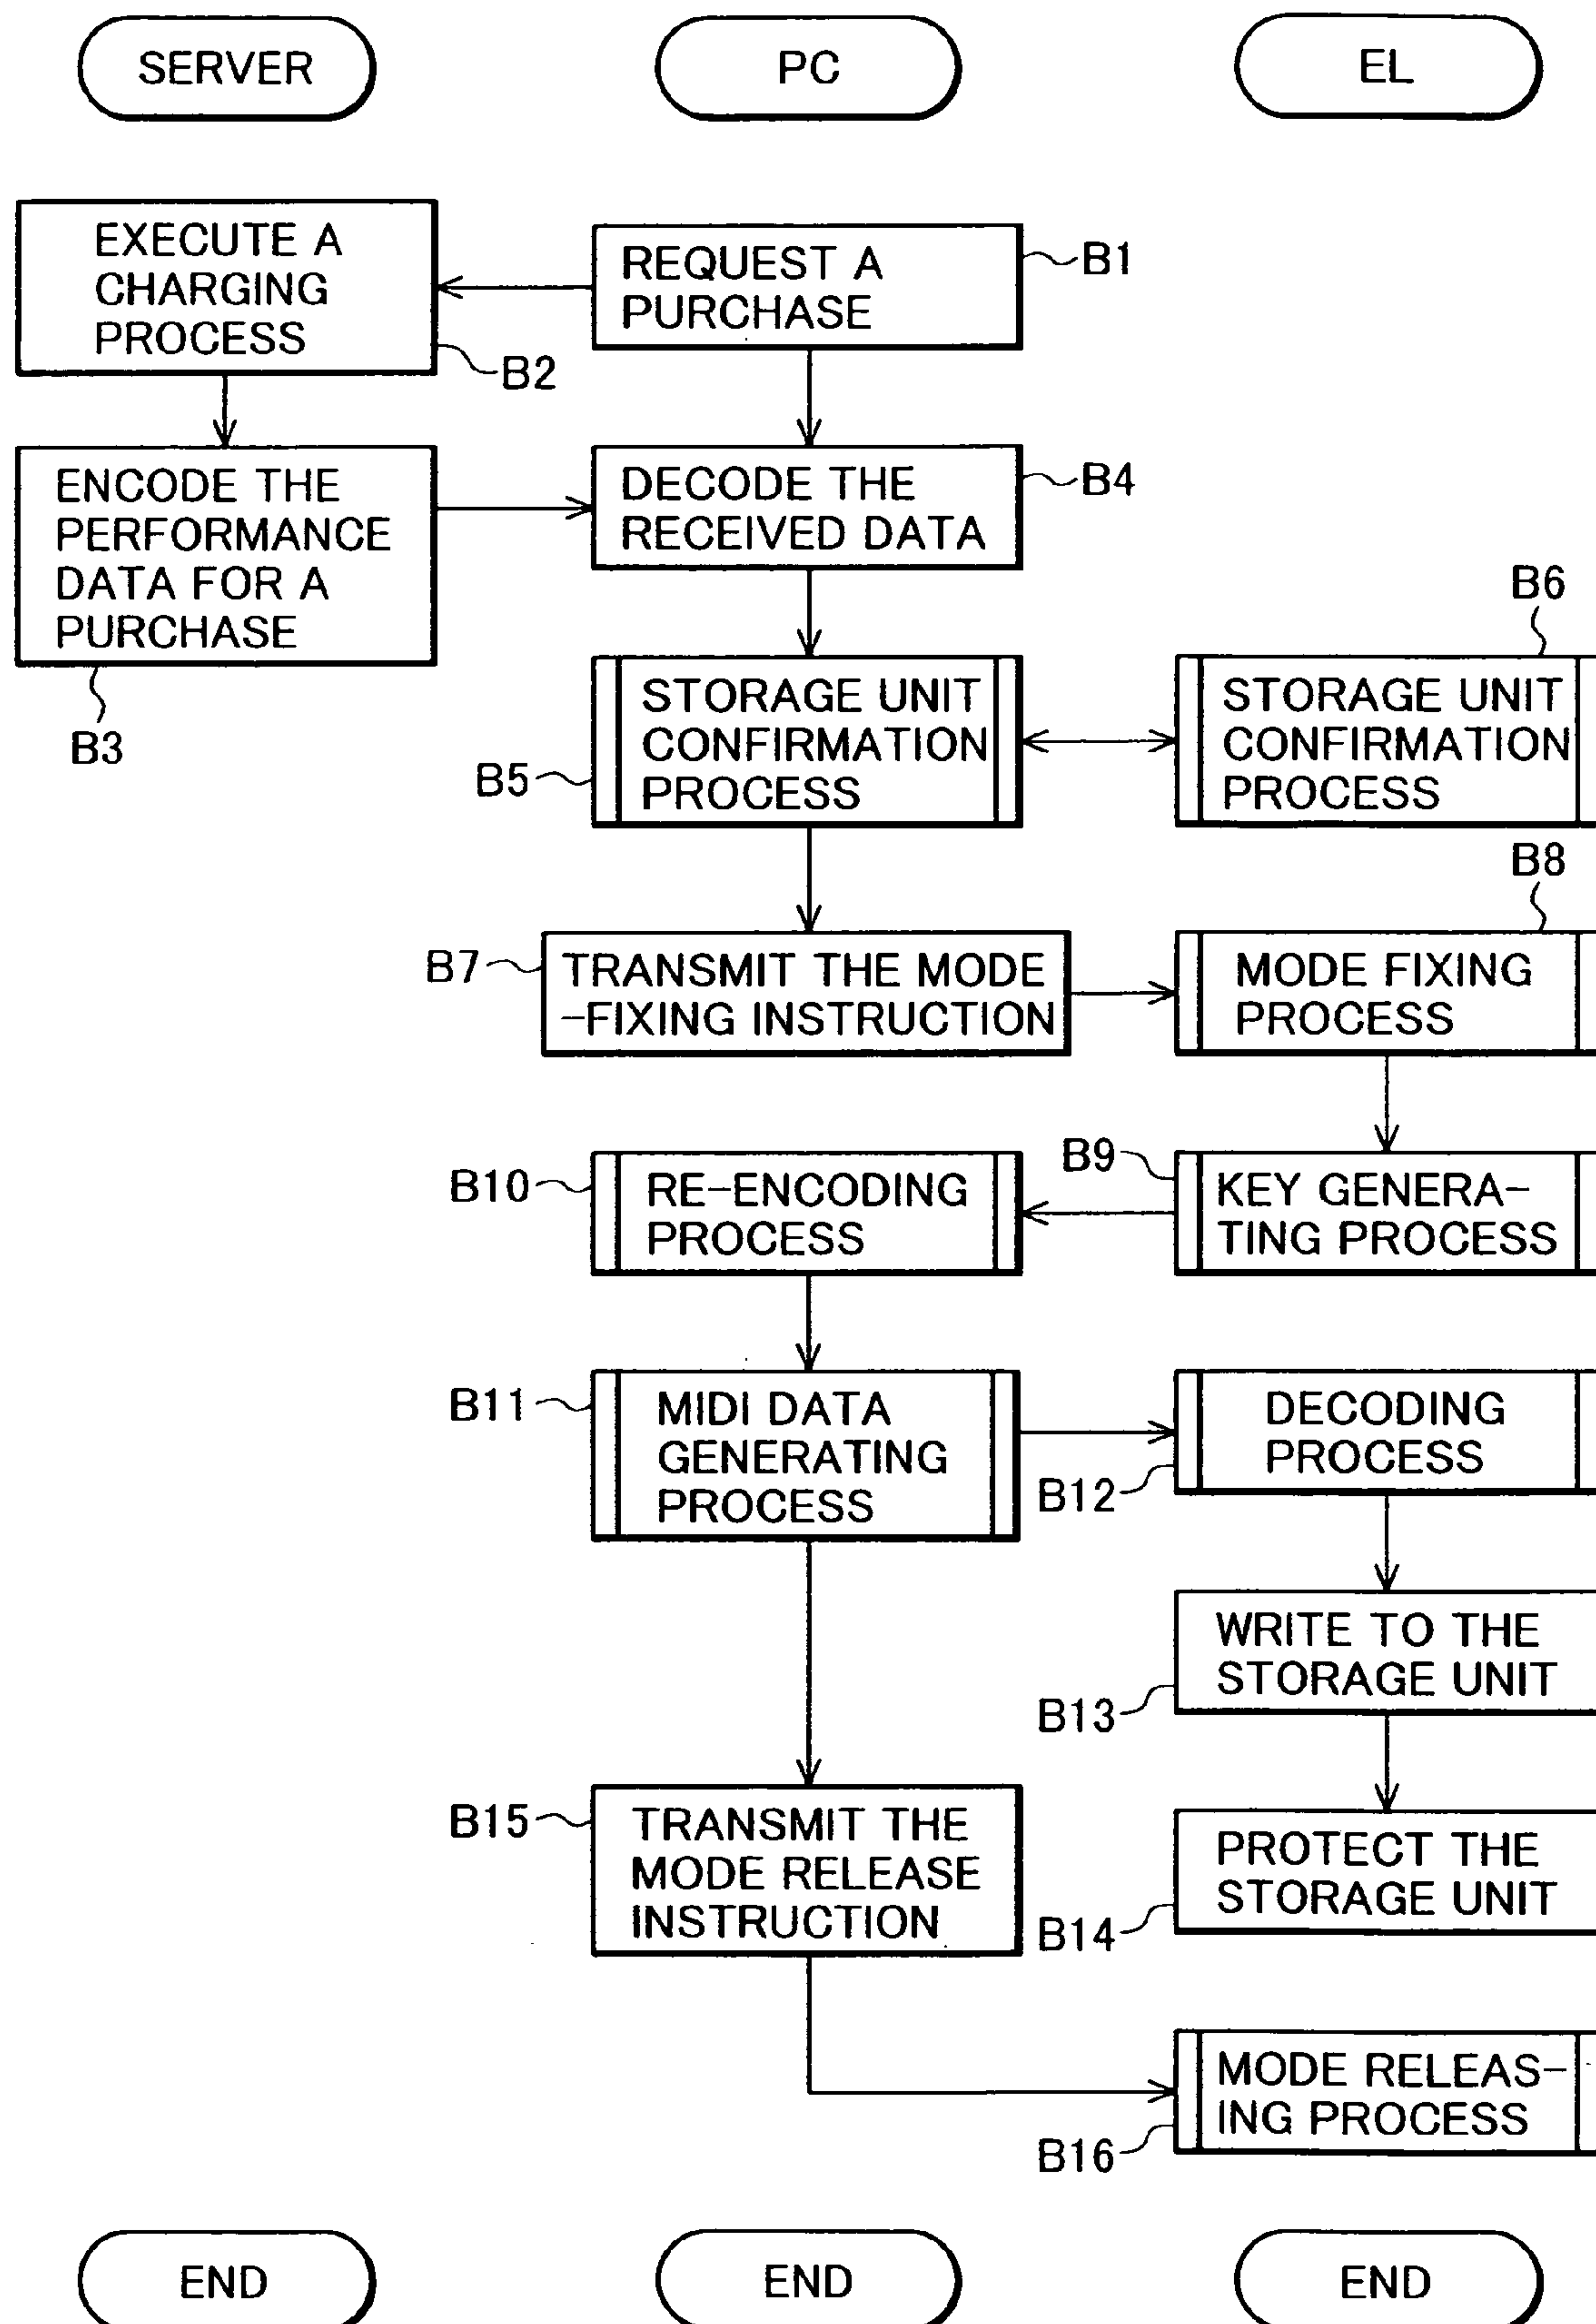 SERVER
PC
EL
EXECUTE A
CHARGING
PROCESS
B2
REQUEST A
PURCHASE
B1
ENCODE THE
PERFORMANCE
DATA FOR A
PURCHASE
B3
DECODE THE
RECEIVED DATA
B4
STORAGE UNIT
CONFIRMATION
PROCESS
B5
B6
STORAGE UNIT
CONFIRMATION
PROCESS
B7
TRANSMIT THE MODE
-FIXING INSTRUCTION
B8
MODE FIXING
PROCESS
B9
KEY GENERA-
TING PROCESS
B10
RE-ENCODING
PROCESS
B11
MIDI DATA
GENERATING
PROCESS
DECODING
PROCESS
B12
WRITE TO THE
STORAGE UNIT
B13
PROTECT THE
STORAGE UNIT
B14
B15
TRANSMIT THE
MODE RELEASE
INSTRUCTION
MODE RELEAS-
ING PROCESS
B16
END
END
END